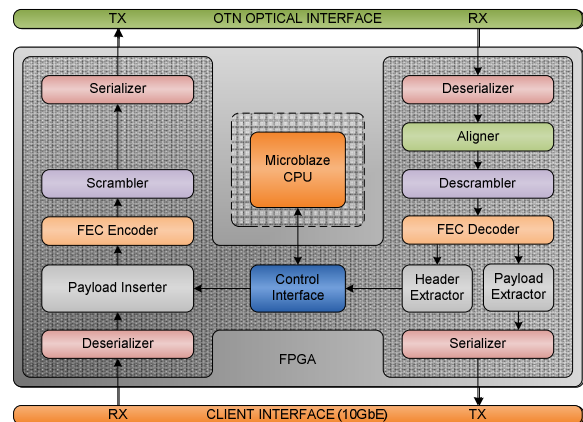 TX OTN OPTICAL INTERFACE RX
Serializer
Deserializer
Aligner
Microblaze
CPU
Scrambler
Descrambler
FEC Encoder
FEC Decoder
Payload Inserter
Control
Interface
Header
Extractor
Payload
Extractor
Deserializer
Serializer
FPGA
RX CLIENT INTERFACE (10GbE) TX